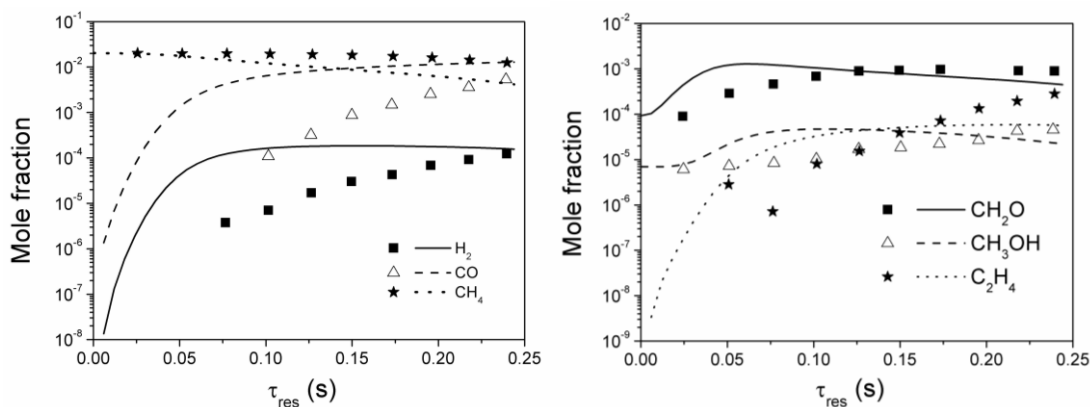 Mole fraction
10⁻¹
10⁻²
10⁻³
10⁻⁴
10⁻⁵
10⁻⁶
10⁻⁷
10⁻⁸
H₂
CO
CH₄
0.00 0.05 0.10 0.15 0.20 0.25
τres (s)
Mole fraction
10⁻¹
10⁻²
10⁻³
10⁻⁴
10⁻⁵
10⁻⁶
10⁻⁷
10⁻⁸
10⁻⁹
CH₂O
CH₃OH
C₂H₄
0.00 0.05 0.10 0.15 0.20 0.25
τres (s)